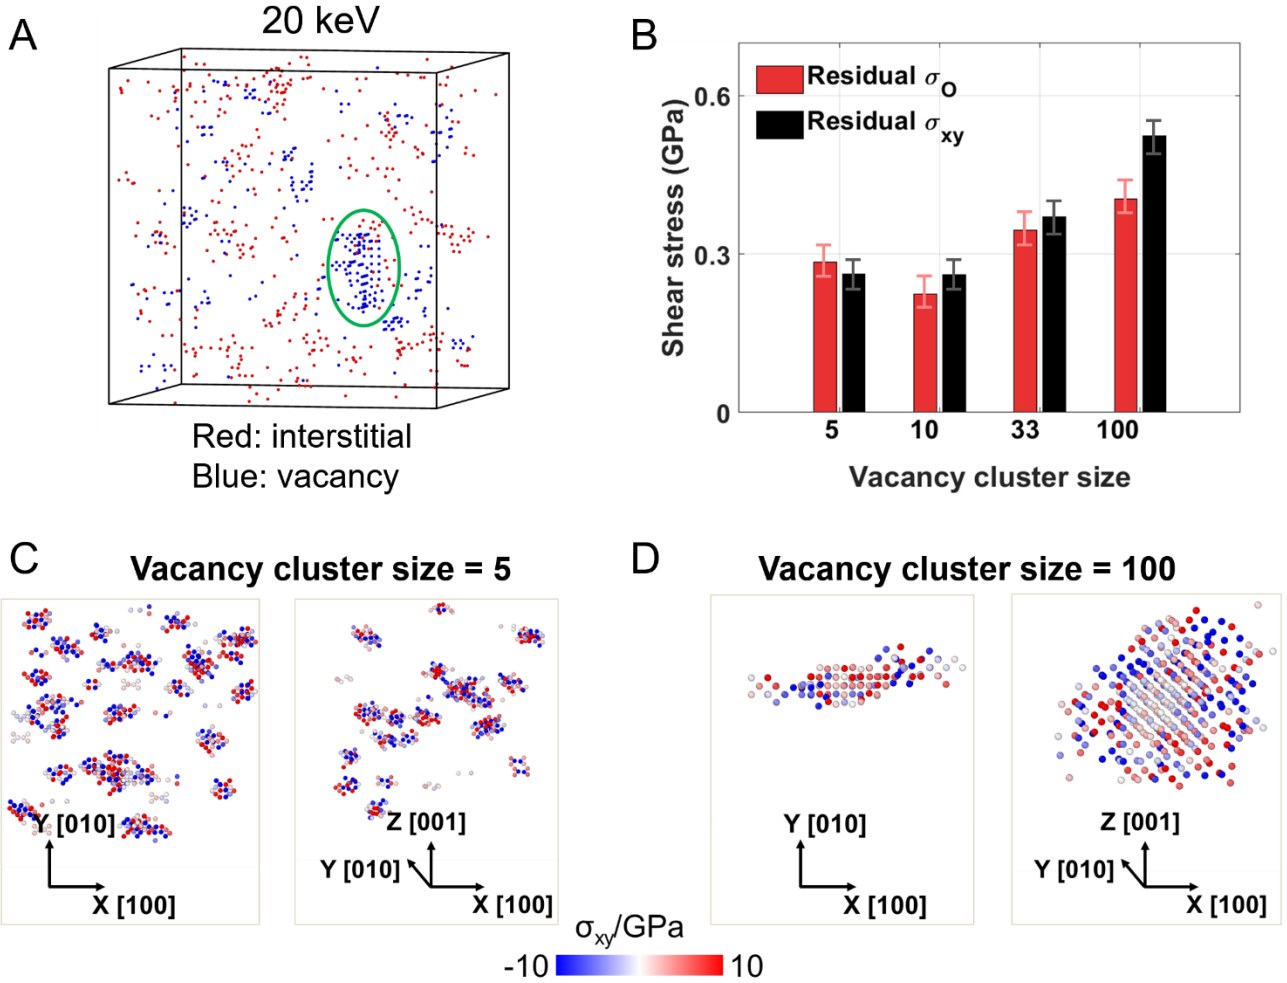 A
20 keV
Red: interstitial
Blue: vacancy
B
Residual σO
Residual σxy
Shear stress (GPa)
0.6
0.3
0
5 10 33 100
Vacancy cluster size
C
Vacancy cluster size = 5
Y [010]
X [100]
Z [001]
Y [010]
X [100]
D
Vacancy cluster size = 100
Y [010]
X [100]
Z [001]
Y [010]
X [100]
σxy/GPa
-10 10